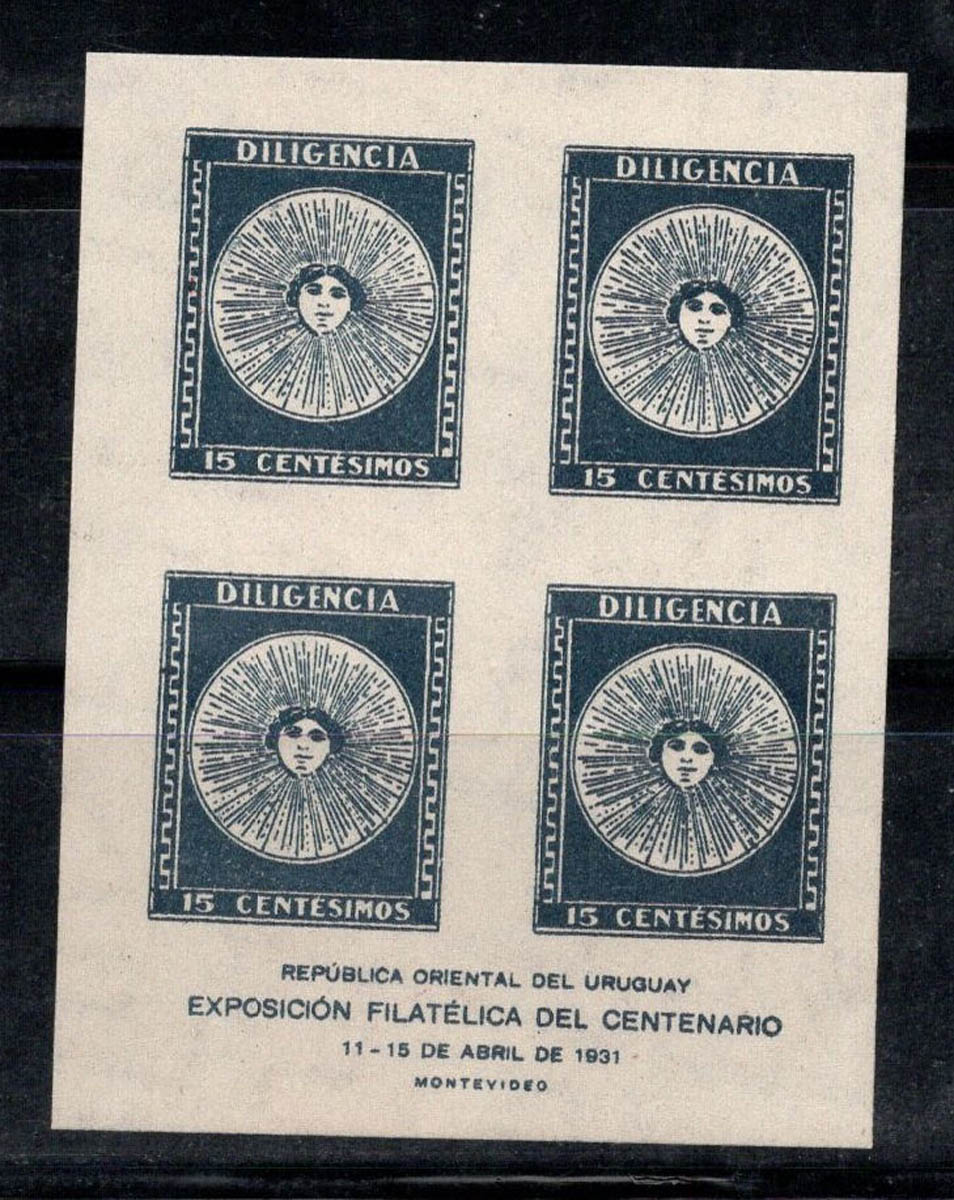 DILIGENCIA
15 CENTÉSIMOS
DILIGENCIA
15 CENTÉSIMOS
DILIGENCIA
15 CENTÉSIMOS
DILIGENCIA
15 CENTÉSIMOS
REPÚBLICA ORIENTAL DEL URUGUAY
EXPOSICIÓN FILATÉLICA DEL CENTENARIO
11-15 DE ABRIL DE 1931
MONTEVIDEO